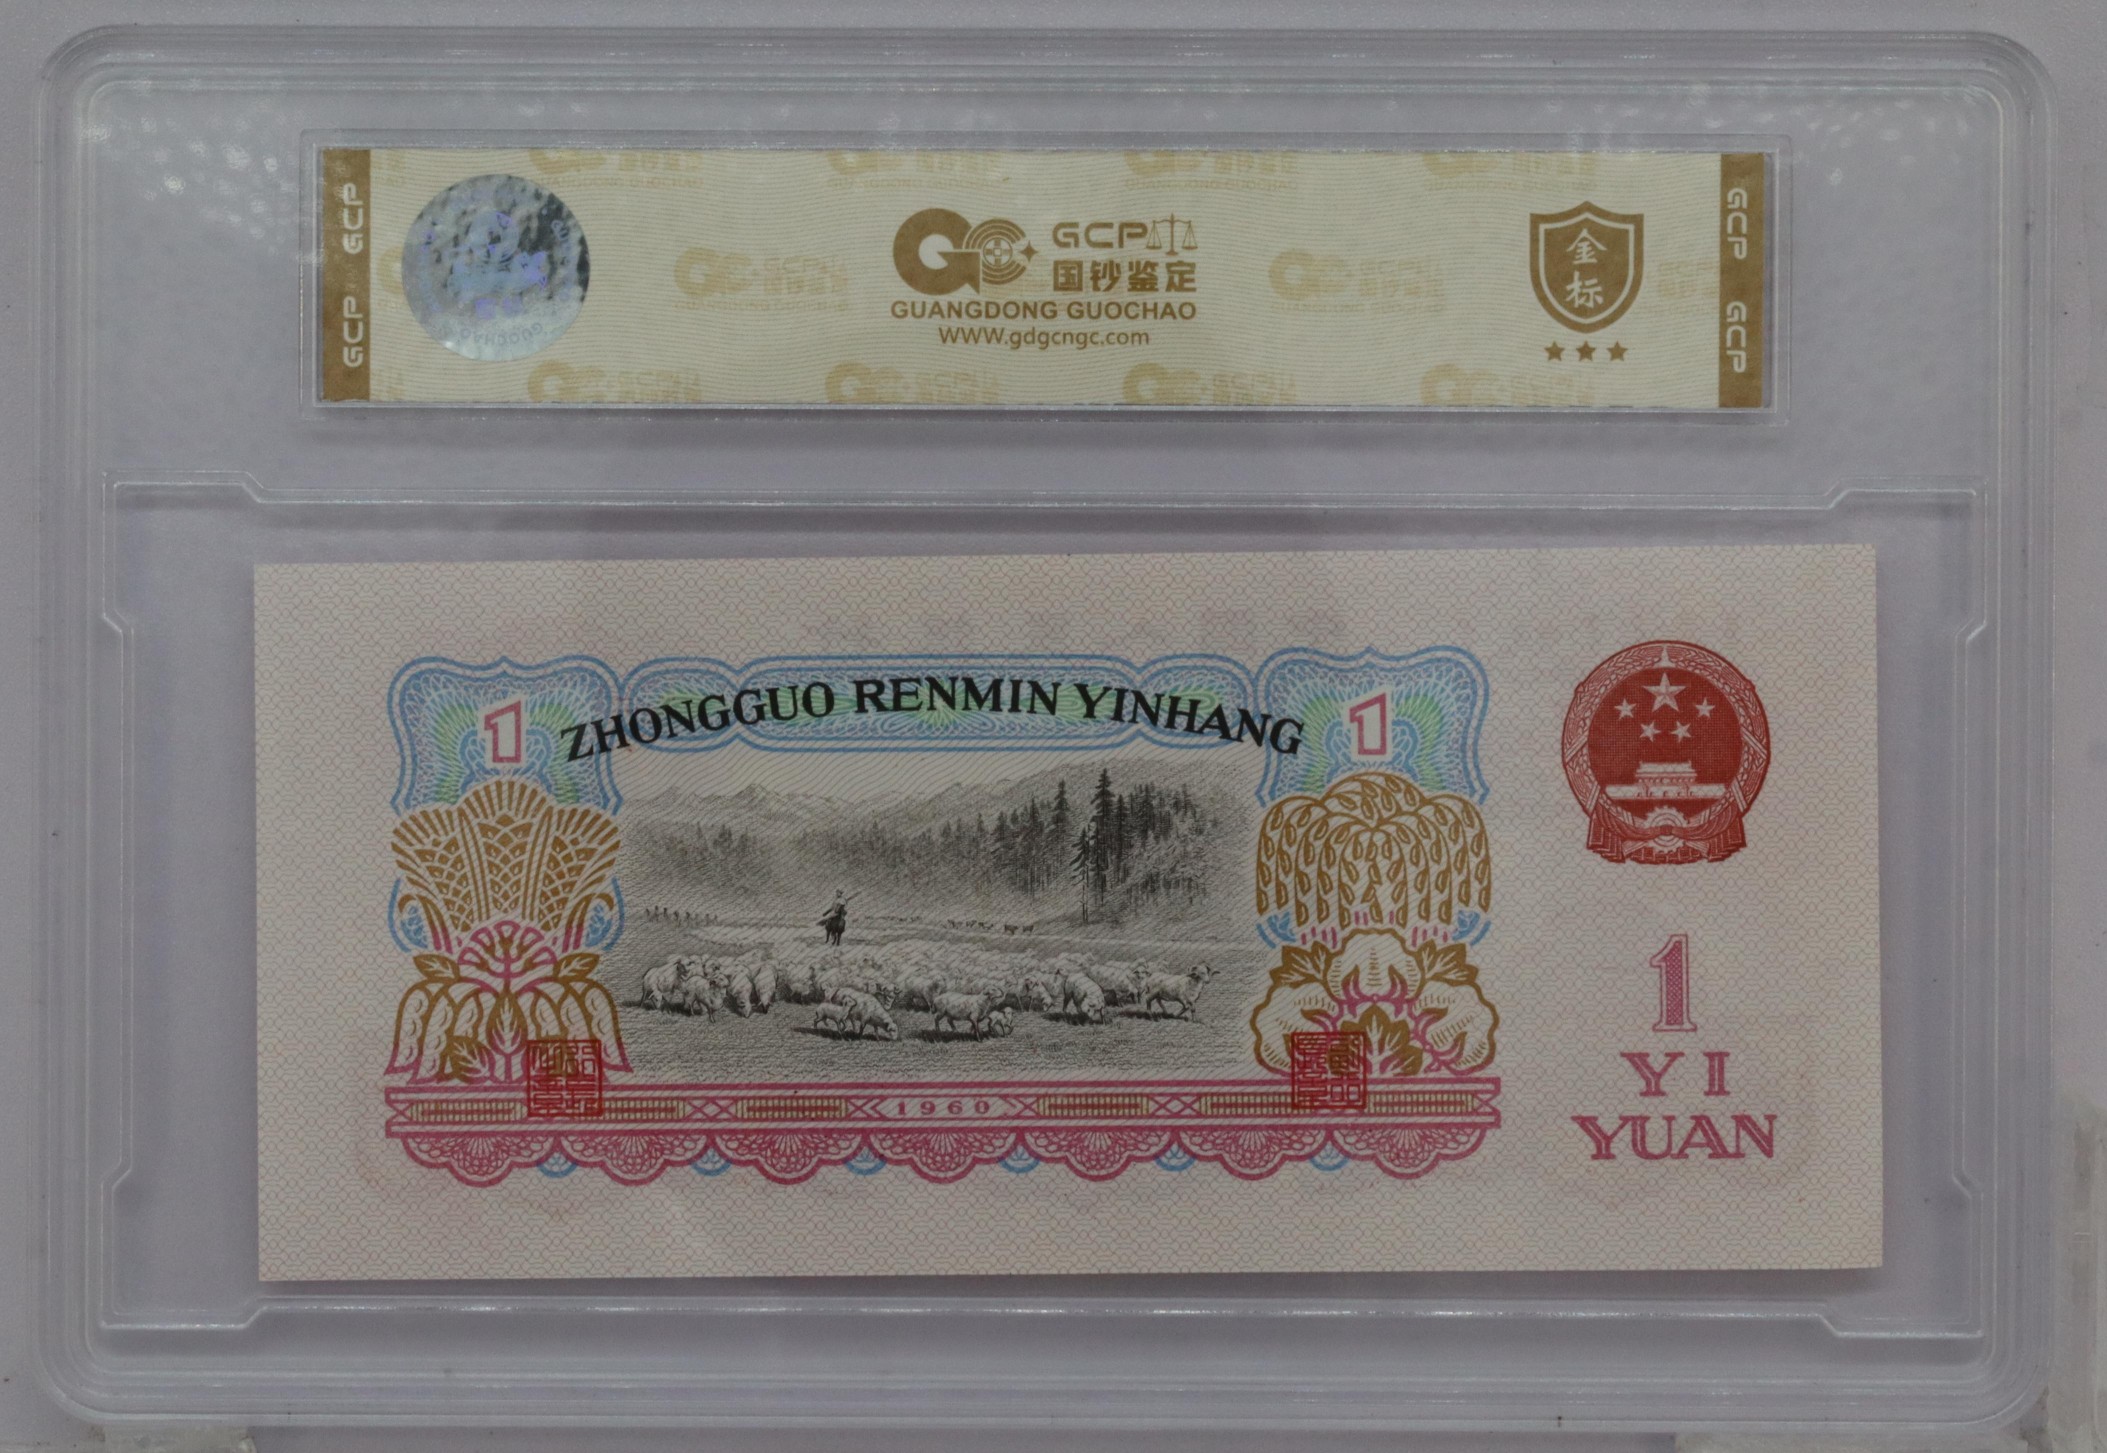 GCP GCP
GCP
国钞鉴定
GUANGDONG GUOCHAO
WWW.gdgcngc.com
金标
GCP GCP
1
ZHONGGUO RENMIN YINHANG
1
1960
1
YI
YUAN